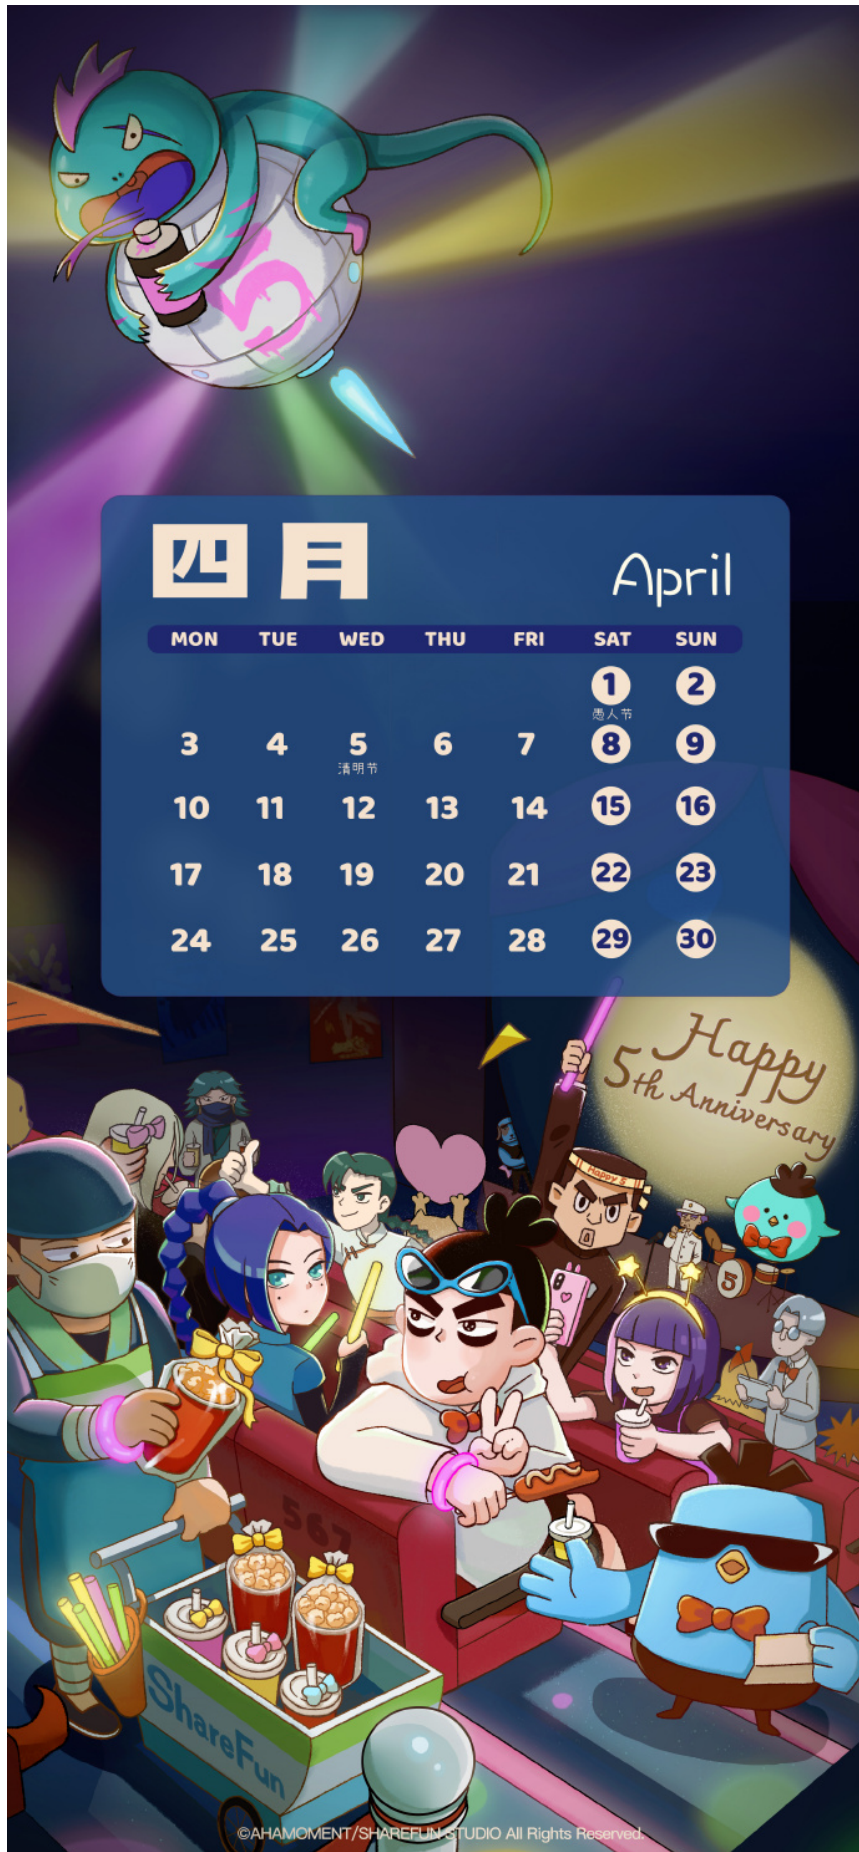 5
四月
April
MON TUE WED THU FRI SAT SUN
1 2
愚人节
3 4 5 6 7 8 9
清明节
10 11 12 13 14 15 16
17 18 19 20 21 22 23
24 25 26 27 28 29 30
Happy
5th Anniversary
Happy 5
5
567
ShareFun
©AHAMOMENT/SHAREFUN STUDIO All Rights Reserved.